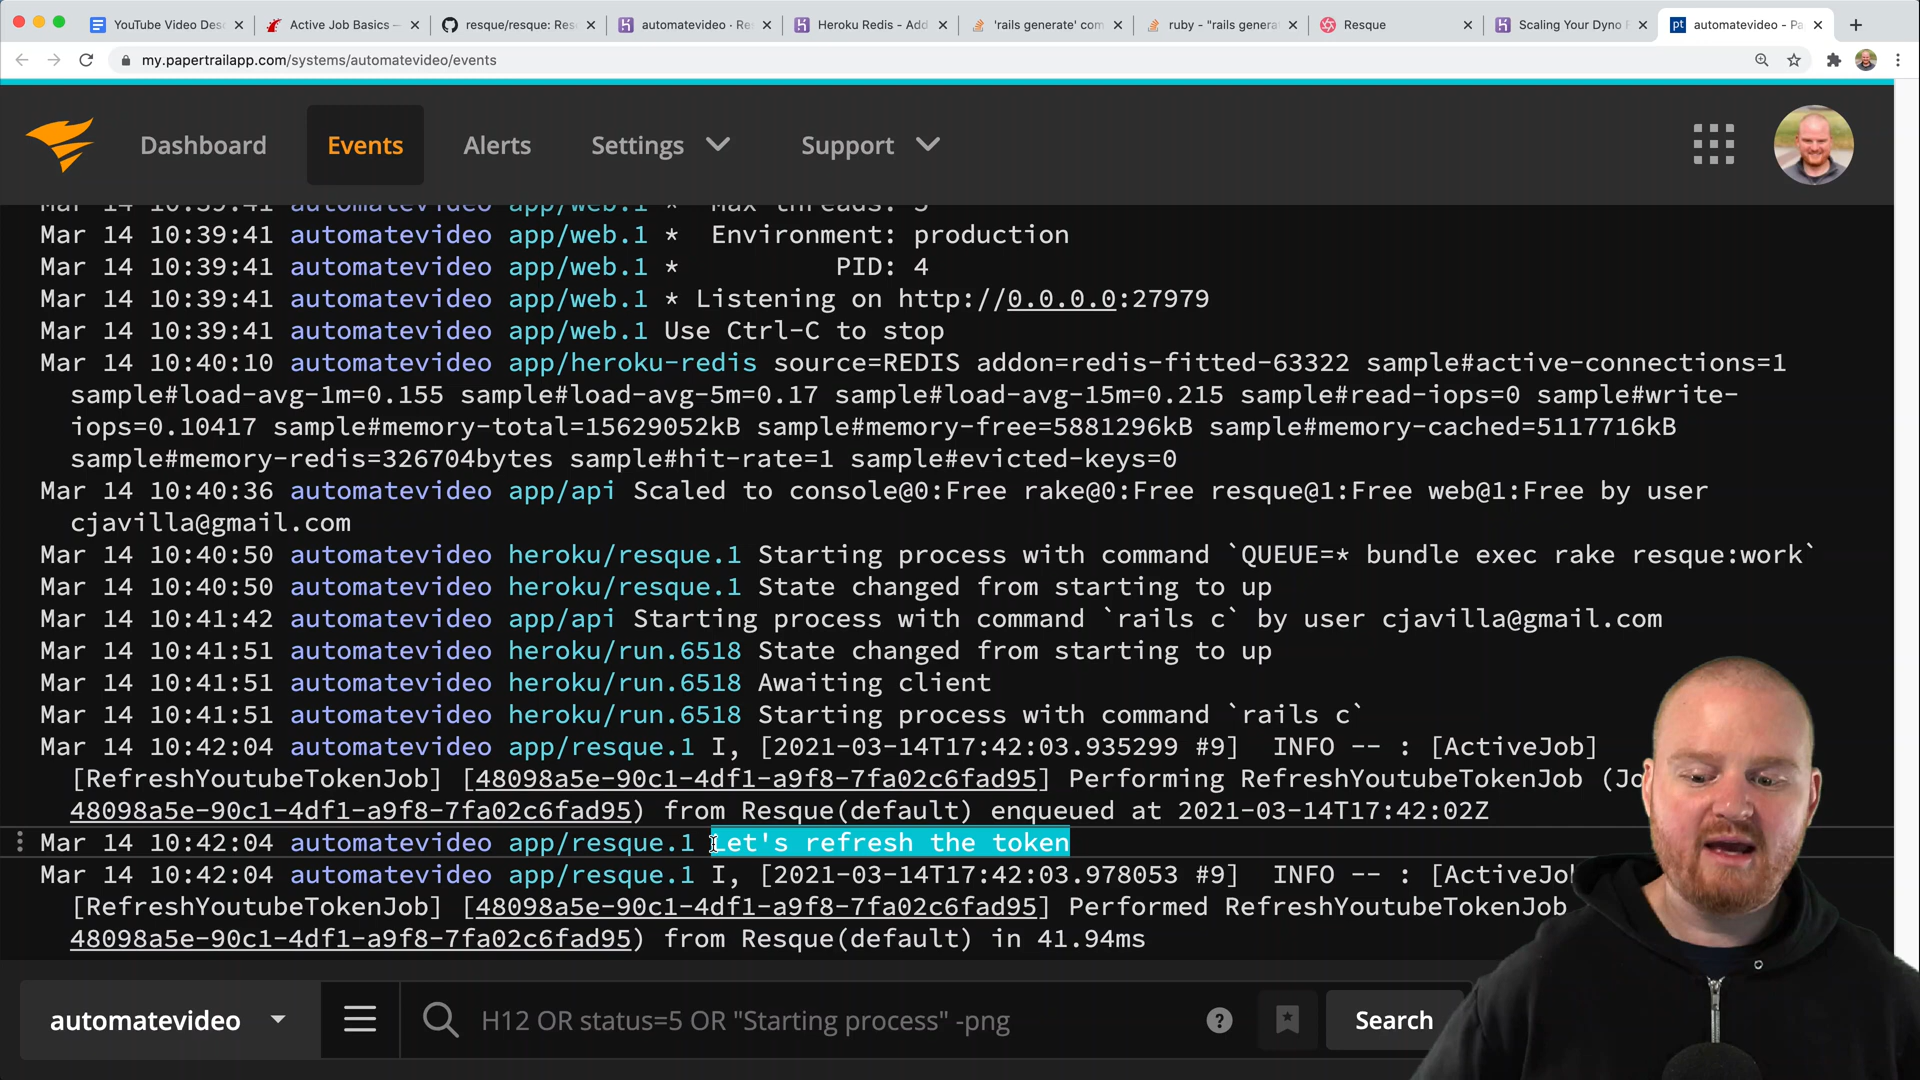 YouTube Video Des
Active Job Basics —
resque/resque: Res
automatevideo · Re
Heroku Redis - Add
'rails generate' com
ruby - "rails genera
Resque
Scaling Your Dyno F
automatevideo - Pa
my.papertrailapp.com/systems/automatevideo/events
Dashboard
Events
Alerts
Settings
Support
Mar 14 10:39:41 automatevideo app/web.1 * Max threads: 5
Mar 14 10:39:41 automatevideo app/web.1 * Environment: production
Mar 14 10:39:41 automatevideo app/web.1 * PID: 4
Mar 14 10:39:41 automatevideo app/web.1 * Listening on http://0.0.0.0:27979
Mar 14 10:39:41 automatevideo app/web.1 Use Ctrl-C to stop
Mar 14 10:40:10 automatevideo app/heroku-redis source=REDIS addon=redis-fitted-63322 sample#active-connections=1
sample#load-avg-1m=0.155 sample#load-avg-5m=0.17 sample#load-avg-15m=0.215 sample#read-iops=0 sample#write-
iops=0.10417 sample#memory-total=15629052kB sample#memory-free=5881296kB sample#memory-cached=5117716kB
sample#memory-redis=326704bytes sample#hit-rate=1 sample#evicted-keys=0
Mar 14 10:40:36 automatevideo app/api Scaled to console@0:Free rake@0:Free resque@1:Free web@1:Free by user
cjavilla@gmail.com
Mar 14 10:40:50 automatevideo heroku/resque.1 Starting process with command `QUEUE=* bundle exec rake resque:work`
Mar 14 10:40:50 automatevideo heroku/resque.1 State changed from starting to up
Mar 14 10:41:42 automatevideo app/api Starting process with command `rails c` by user cjavilla@gmail.com
Mar 14 10:41:51 automatevideo heroku/run.6518 State changed from starting to up
Mar 14 10:41:51 automatevideo heroku/run.6518 Awaiting client
Mar 14 10:41:51 automatevideo heroku/run.6518 Starting process with command `rails c`
Mar 14 10:42:04 automatevideo app/resque.1 I, [2021-03-14T17:42:03.935299 #9] INFO -- : [ActiveJob]
[RefreshYoutubeTokenJob] [48098a5e-90c1-4df1-a9f8-7fa02c6fad95] Performing RefreshYoutubeTokenJob (Jo
48098a5e-90c1-4df1-a9f8-7fa02c6fad95) from Resque(default) enqueued at 2021-03-14T17:42:02Z
Mar 14 10:42:04 automatevideo app/resque.1 Let's refresh the token
Mar 14 10:42:04 automatevideo app/resque.1 I, [2021-03-14T17:42:03.978053 #9] INFO -- : [ActiveJo
[RefreshYoutubeTokenJob] [48098a5e-90c1-4df1-a9f8-7fa02c6fad95] Performed RefreshYoutubeTokenJob
48098a5e-90c1-4df1-a9f8-7fa02c6fad95) from Resque(default) in 41.94ms
automatevideo
H12 OR status=5 OR "Starting process" -png
?
Search